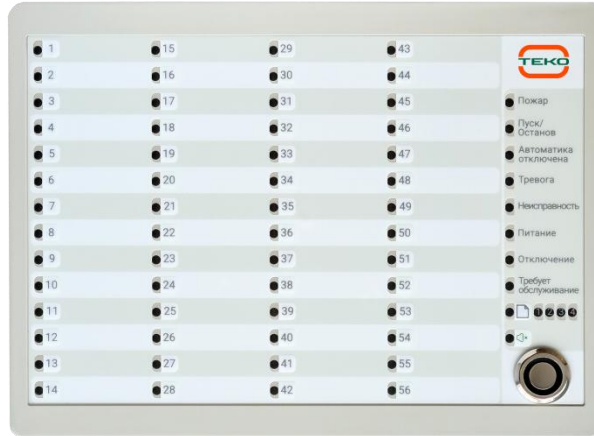 1 15 29 43
2 16 30 44
3 17 31 45
4 18 32 46
5 19 33 47
6 20 34 48
7 21 35 49
8 22 36 50
9 23 37 51
10 24 38 52
11 25 39 53
12 26 40 54
13 27 41 55
14 28 42 56
ТЕКО
Пожар
Пуск/
Останов
Автоматика
отключена
Тревога
Неисправность
Питание
Отключение
Требует
обслуживание
1 2 3 4